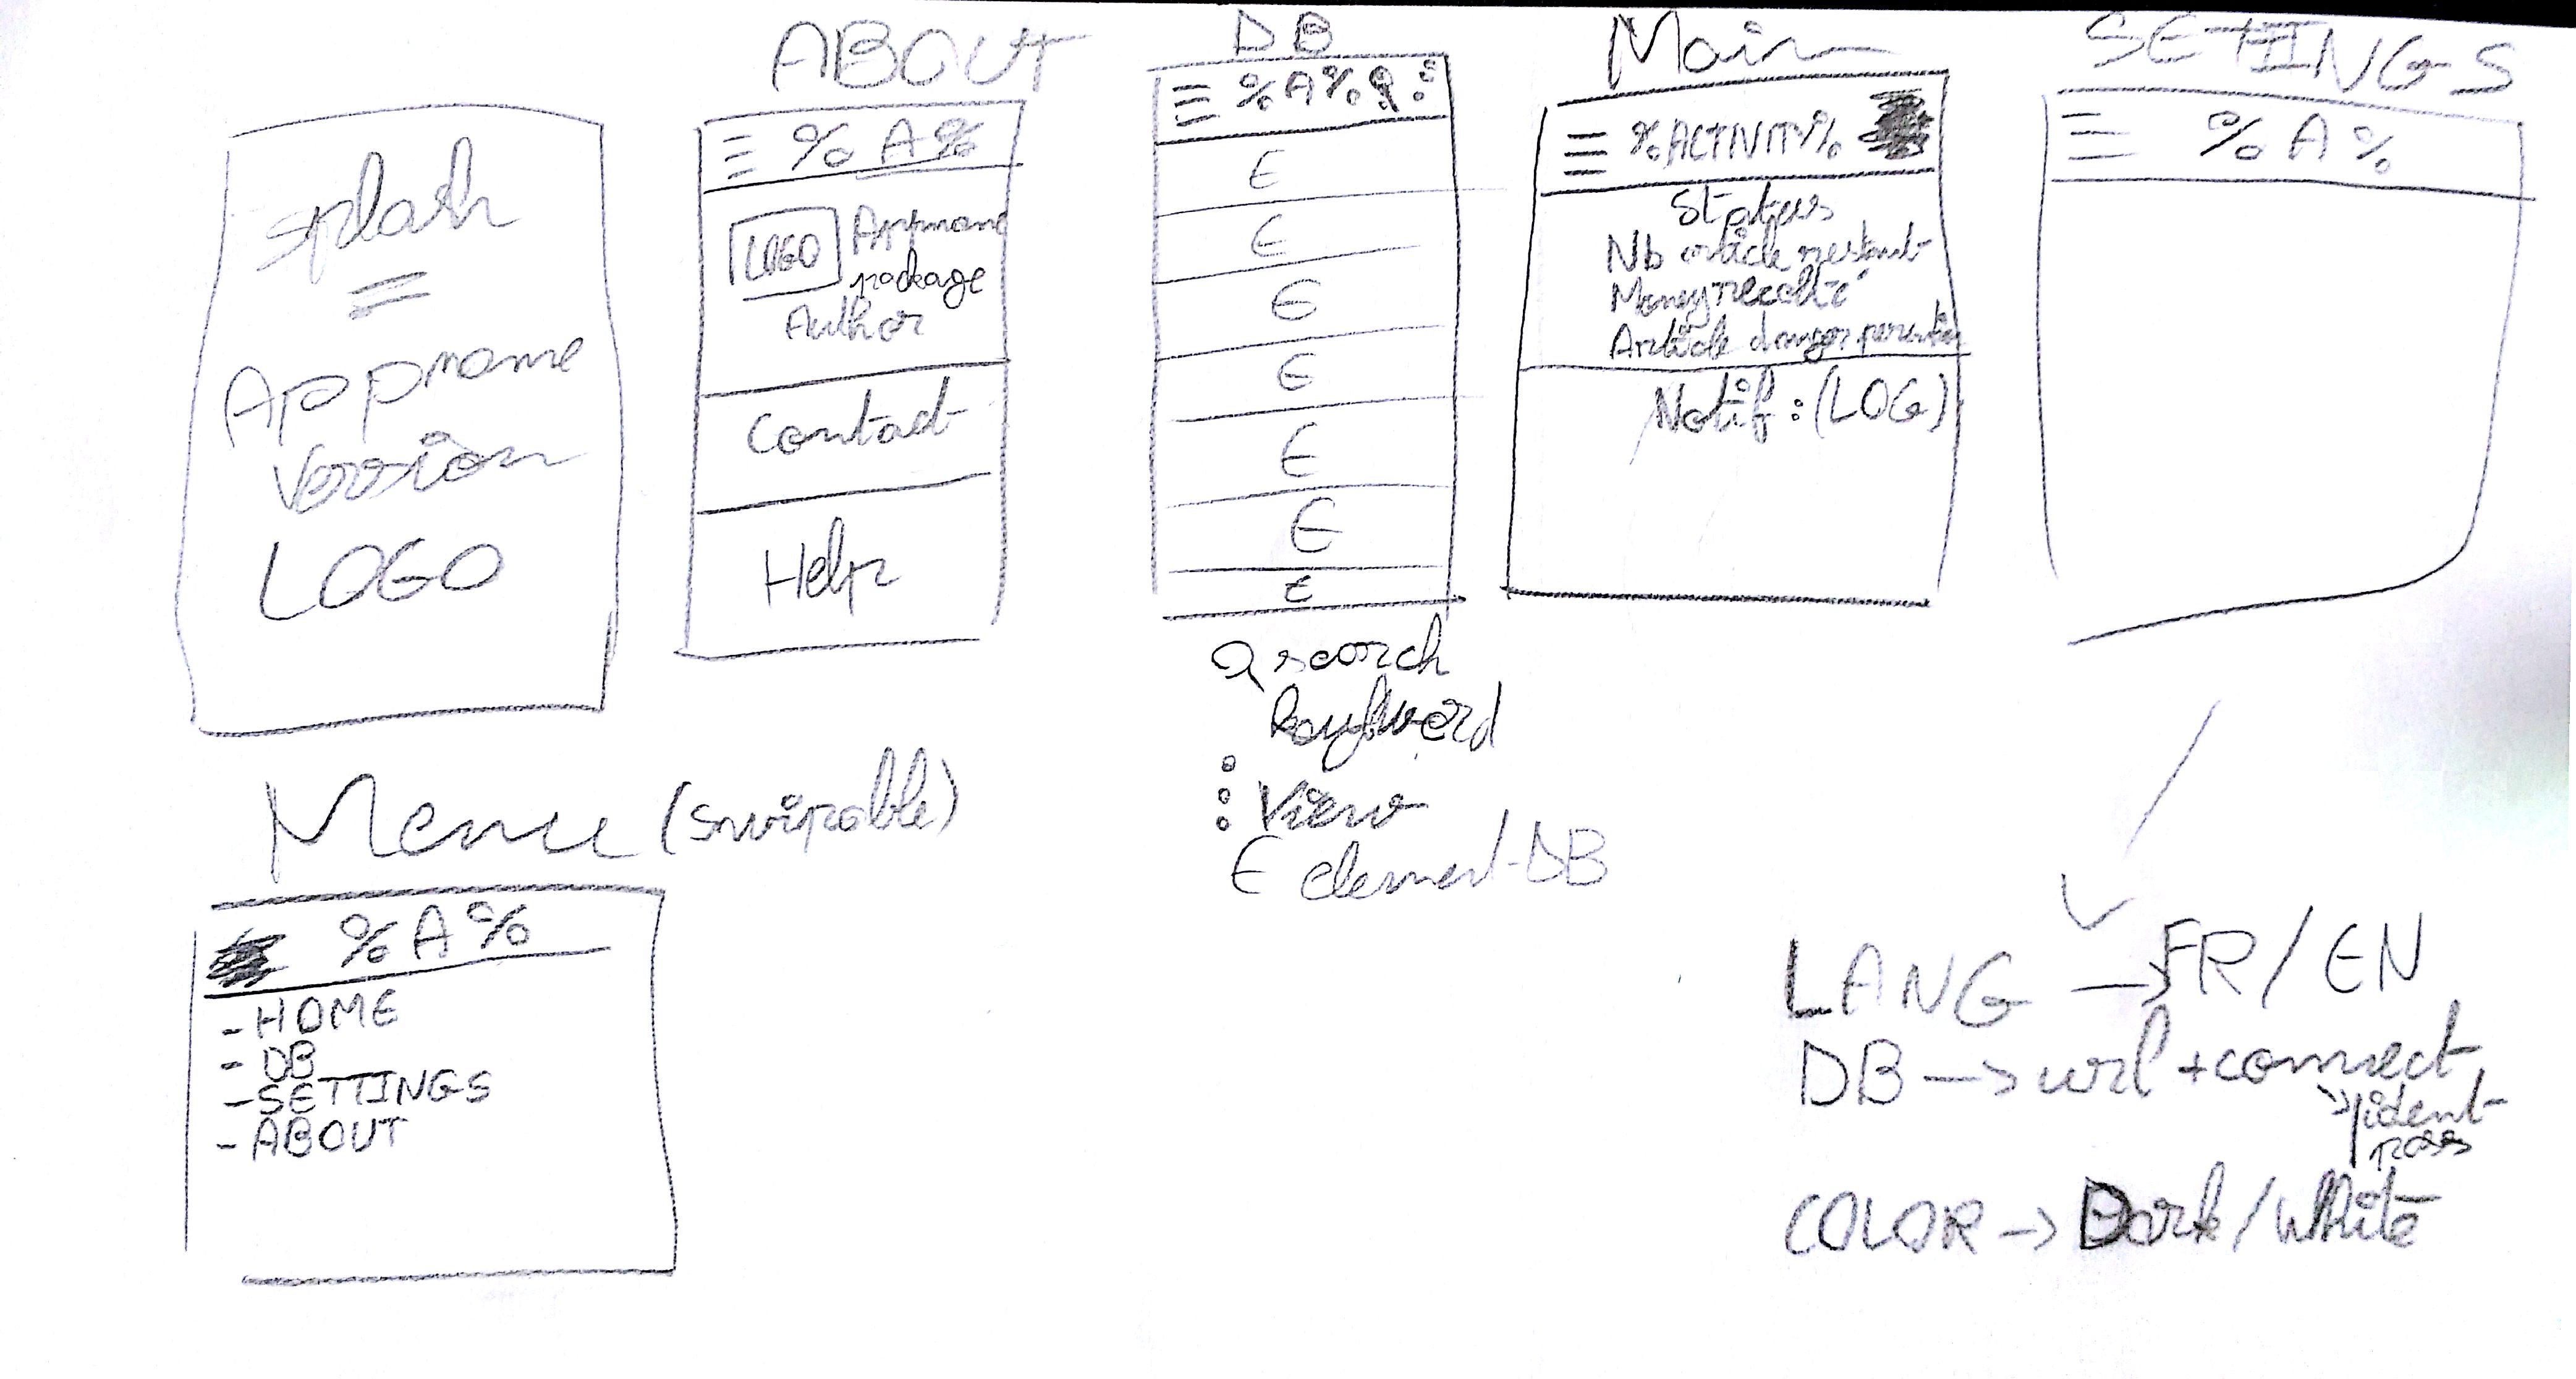 ABOUT
DB
Main
SETTINGS
splash
=
Appname
Version
LOGO
% A %
LOGO
Appname
package
Author
Contact
Help
% A %
E
E
E
E
E
E
E
search
keyword
: View
E element DB
% ACTIVITY %
Status
Nb article restant
Money recolté
Article danger
Notif : (LOG)
% A %
Menu (swipable)
% A %
- HOME
- DB
- SETTINGS
- ABOUT
LANG → FR / EN
DB → url + connect
ident
pass
COLOR → Dark / White